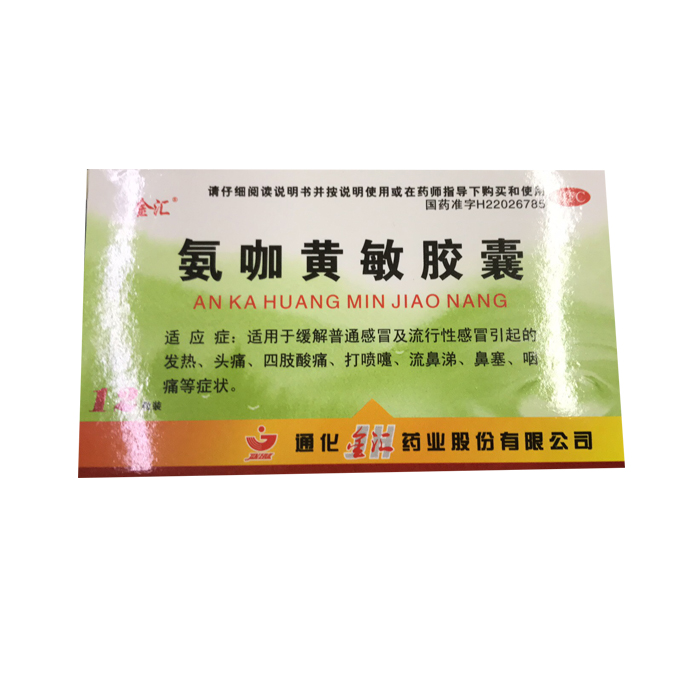 请仔细阅读说明书并按说明使用或在药师指导下购买和使用
国药准字H22026785
金汇®
氨咖黄敏胶囊
AN KA HUANG MIN JIAO NANG
适应症：适用于缓解普通感冒及流行性感冒引起的
发热、头痛、四肢酸痛、打喷嚏、流鼻涕、鼻塞、咽
痛等症状。
通化金汇药业股份有限公司